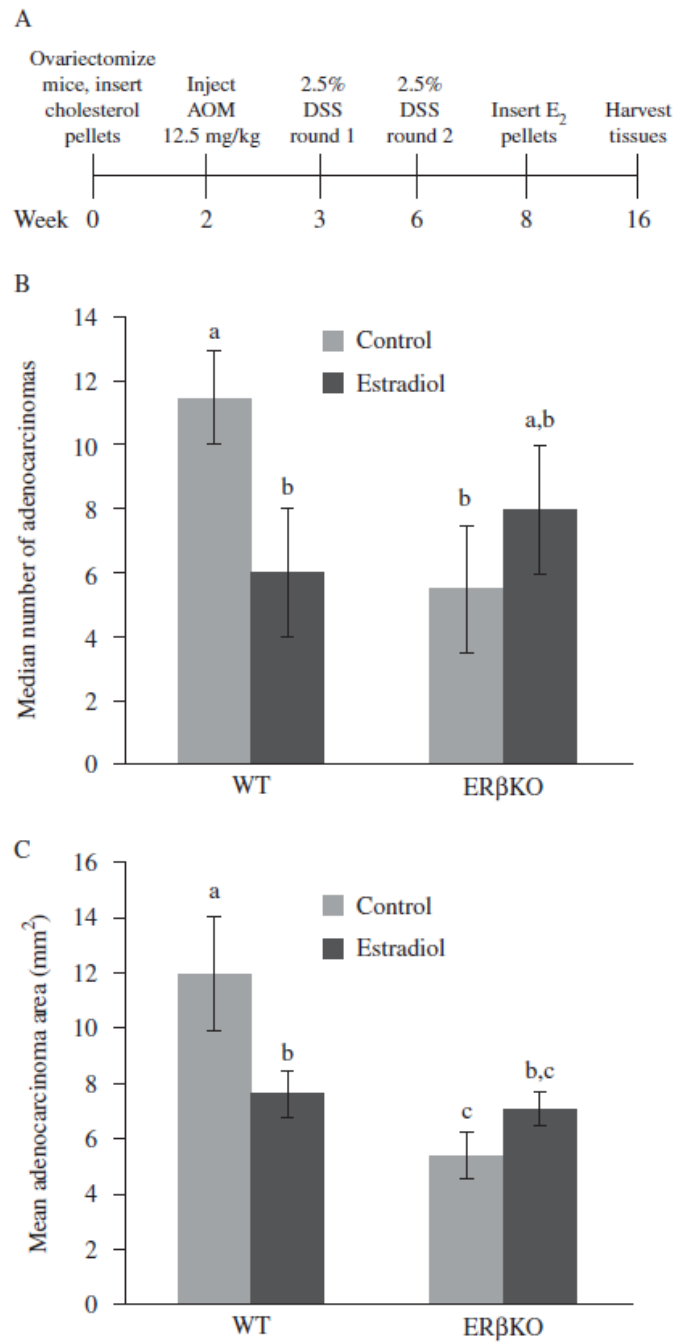 A
Ovariectomize
mice, insert
cholesterol
pellets
Inject
AOM
12.5 mg/kg
2.5%
DSS
round 1
2.5%
DSS
round 2
Insert E₂
pellets
Harvest
tissues
Week 0 2 3 6 8 16
B
Median number of adenocarcinomas
14
12
10
8
6
4
2
0
a
b
b
a,b
Control
Estradiol
WT
ERβKO
C
Mean adenocarcinoma area (mm²)
16
14
12
10
8
6
4
2
0
a
b
c
b,c
Control
Estradiol
WT
ERβKO